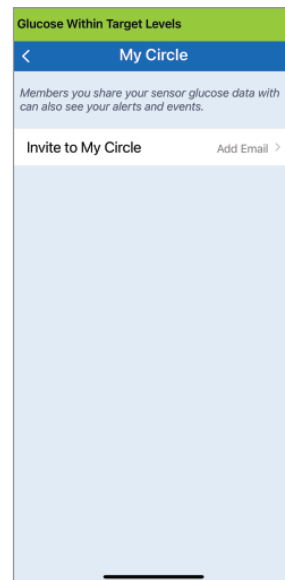 Glucose Within Target Levels
My Circle
Members you share your sensor glucose data with
can also see your alerts and events.
Invite to My Circle Add Email